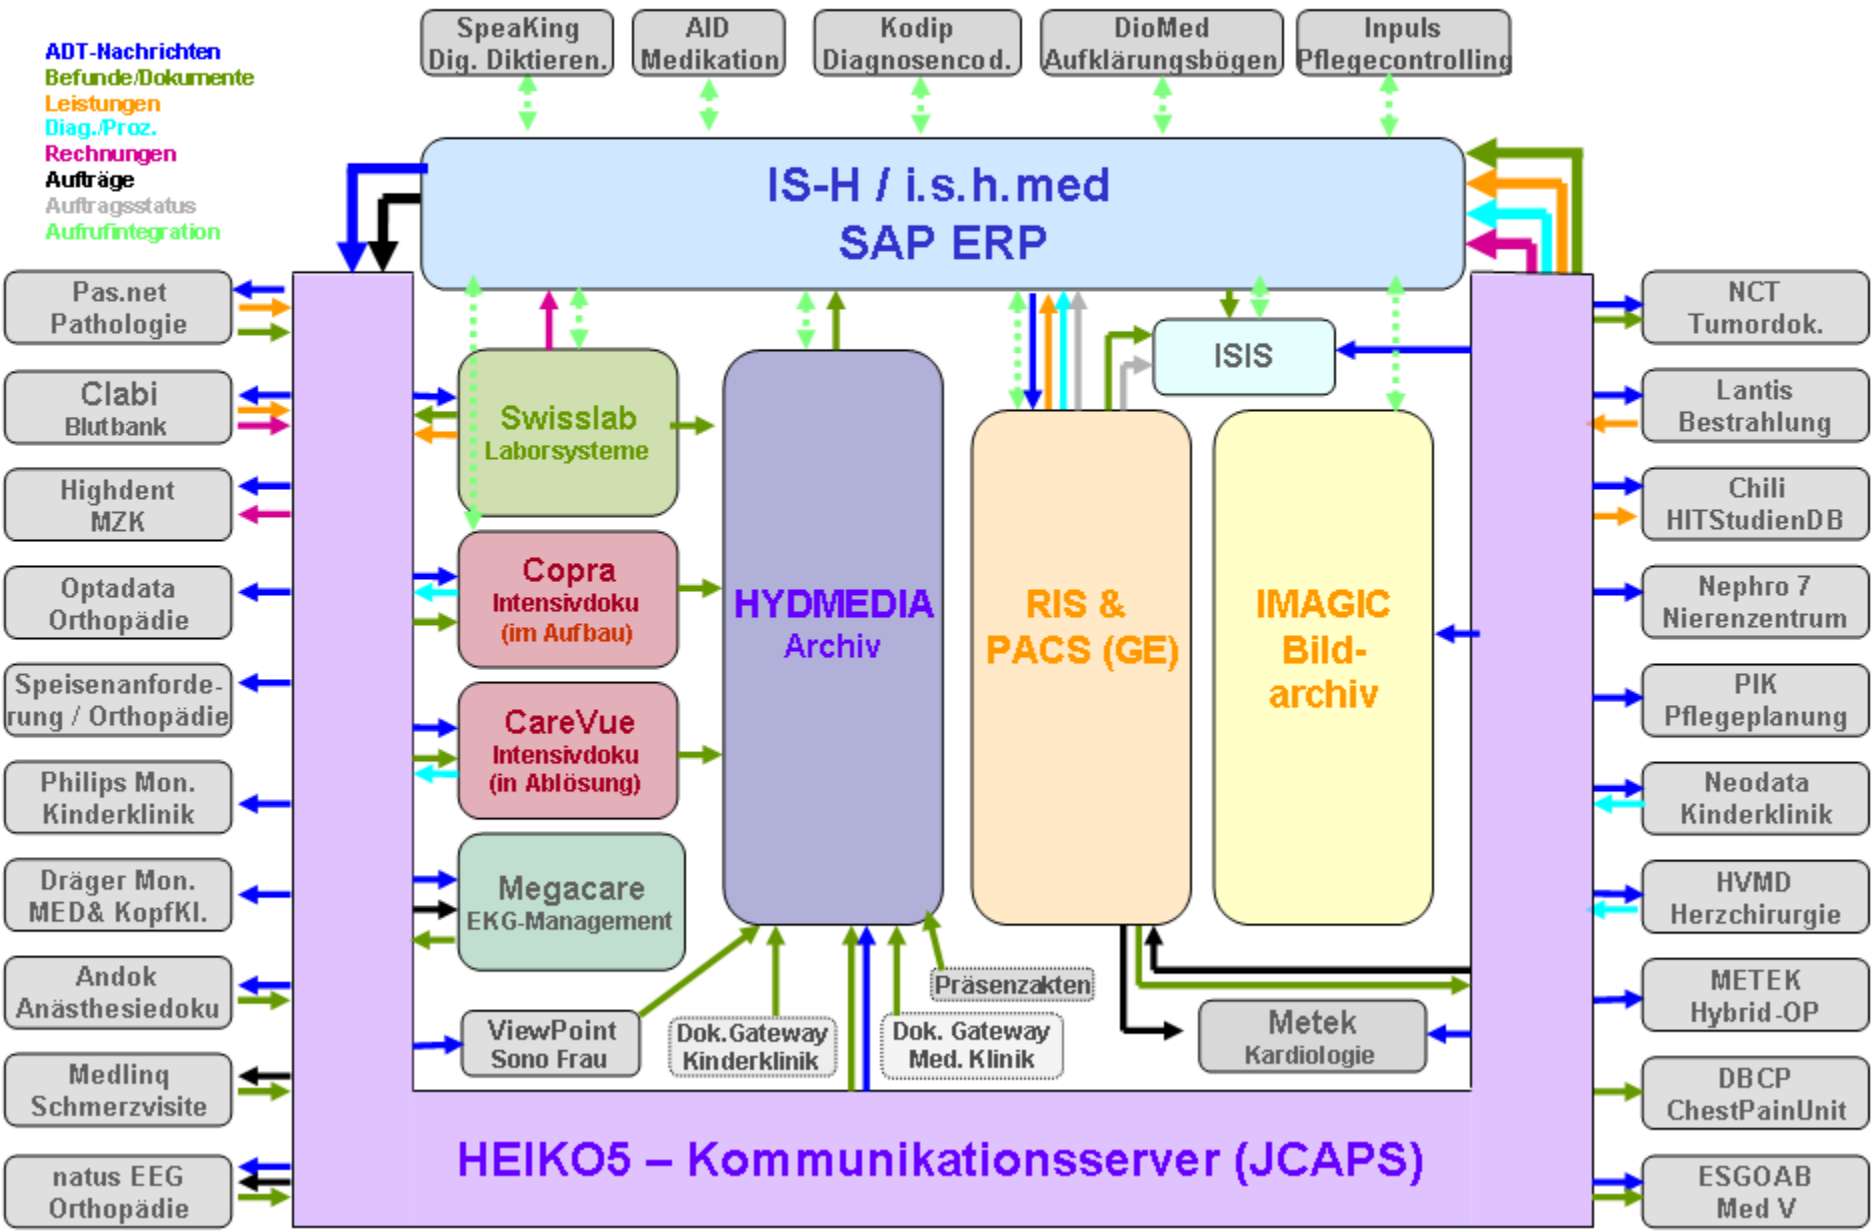 SpeaKing
Dig. Diktieren.
AID
Medikation
Kodip
Diagnosencod.
DioMed
Aufklärungsbögen
Inpuls
Pflegecontrolling
ADT-Nachrichten
Befunde/Dokumente
Leistungen
Diag./Proz.
Rechnungen
Aufträge
Auftragsstatus
Aufrufintegration
IS-H / i.s.h.med
SAP ERP
Pas.net
Pathologie
Clabi
Blutbank
Highdent
MZK
Optadata
Orthopädie
Speisenanforde-
rung / Orthopädie
Philips Mon.
Kinderklinik
Dräger Mon.
MED& KopfKl.
Andok
Anästhesiedoku
Medlinq
Schmerzvisite
natus EEG
Orthopädie
Swisslab
Laborsysteme
Copra
Intensivdoku
(im Aufbau)
CareVue
Intensivdoku
(in Ablösung)
Megacare
EKG-Management
ViewPoint
Sono Frau
HYDMEDIA
Archiv
Dok.Gateway
Kinderklinik
Dok. Gateway
Med. Klinik
Präsenzakten
RIS &
PACS (GE)
ISIS
IMAGIC
Bild-
archiv
Metek
Kardiologie
NCT
Tumordok.
Lantis
Bestrahlung
Chili
HITStudienDB
Nephro 7
Nierenzentrum
PIK
Pflegeplanung
Neodata
Kinderklinik
HVMD
Herzchirurgie
METEK
Hybrid-OP
DBCP
ChestPainUnit
ESGOAB
Med V
HEIKO5 – Kommunikationsserver (JCAPS)